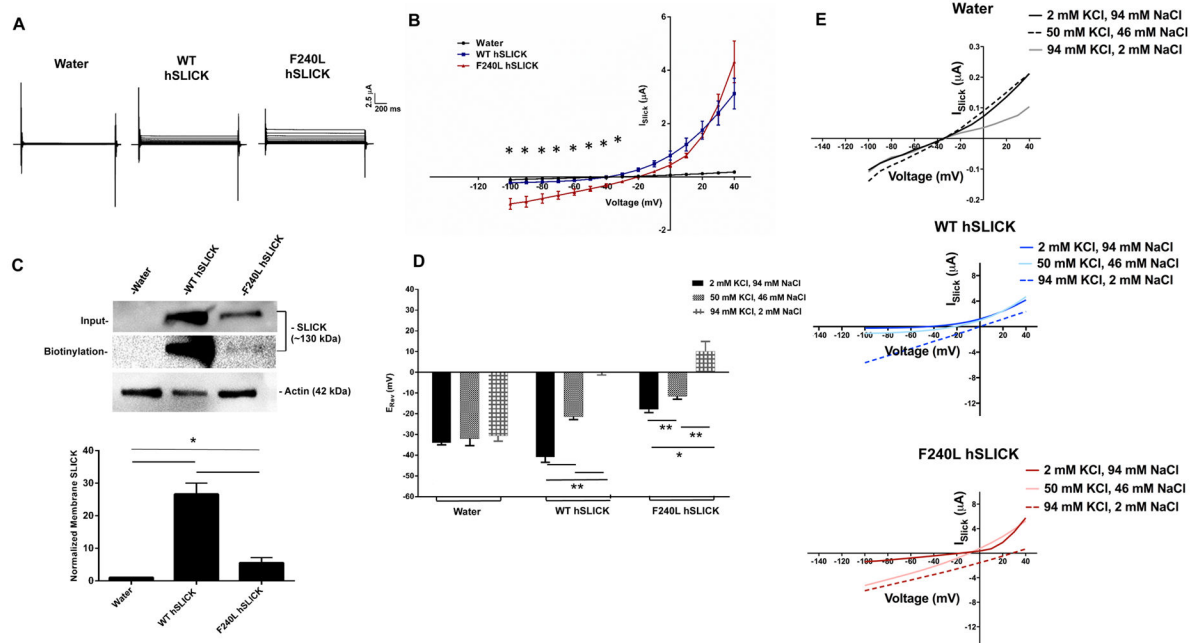 A
Water
WT
hSLICK
F240L
hSLICK
2.5 μA
200 ms
B
Water
WT hSLICK
F240L hSLICK
I Slick (μA)
6
4
2
-2
* * * * * * * *
-120 -100 -80 -60 -40 -20 0 20 40
Voltage (mV)
C
-Water
-WT hSLICK
-F240L hSLICK
Input-
Biotinylation-
- SLICK
(~130 kDa)
- Actin (42 kDa)
Normalized Membrane SLICK
40
30
20
10
0
*
Water
WT hSLICK
F240L hSLICK
D
2 mM KCl, 94 mM NaCl
50 mM KCl, 46 mM NaCl
94 mM KCl, 2 mM NaCl
E Rev (mV)
40
30
20
10
0
-10
-20
-30
-40
-50
-60
**
**
**
*
Water
WT hSLICK
F240L hSLICK
E
Water
2 mM KCl, 94 mM NaCl
50 mM KCl, 46 mM NaCl
94 mM KCl, 2 mM NaCl
I Slick (μA)
0.3
0.2
0.1
-0.1
0.2
-140 -120 -100 -80 -60 -40 -20 0 20 40
Voltage (mV)
WT hSLICK
2 mM KCl, 94 mM NaCl
50 mM KCl, 46 mM NaCl
94 mM KCl, 2 mM NaCl
I Slick (μA)
8
4
-4
-8
-12
-140 -120 -100 -80 -60 -40 -20 0 20 40
Voltage (mV)
F240L hSLICK
2 mM KCl, 94 mM NaCl
50 mM KCl, 46 mM NaCl
94 mM KCl, 2 mM NaCl
I Slick (μA)
8
4
-4
-8
-12
-140 -120 -100 -80 -60 -40 -20 0 20 40
Voltage (mV)